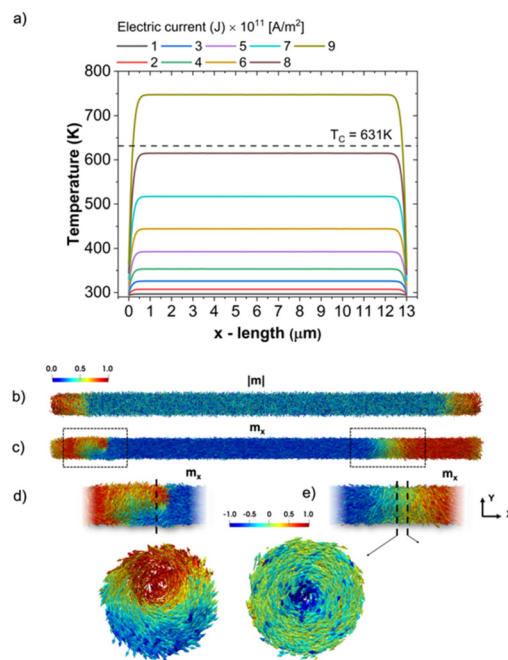 a)
Electric current (J) × 10¹¹ [A/m²]
1 3 5 7 9
2 4 6 8
800
700
600
500
400
300
Temperature (K)
T_C = 631K
0 1 2 3 4 5 6 7 8 9 10 11 12 13
x - length (μm)
0.0 0.5 1.0
|m|
b)
m_x
c)
m_x m_x
d) e)
-1.0 -0.5 0.0 0.5 1.0
Y
X